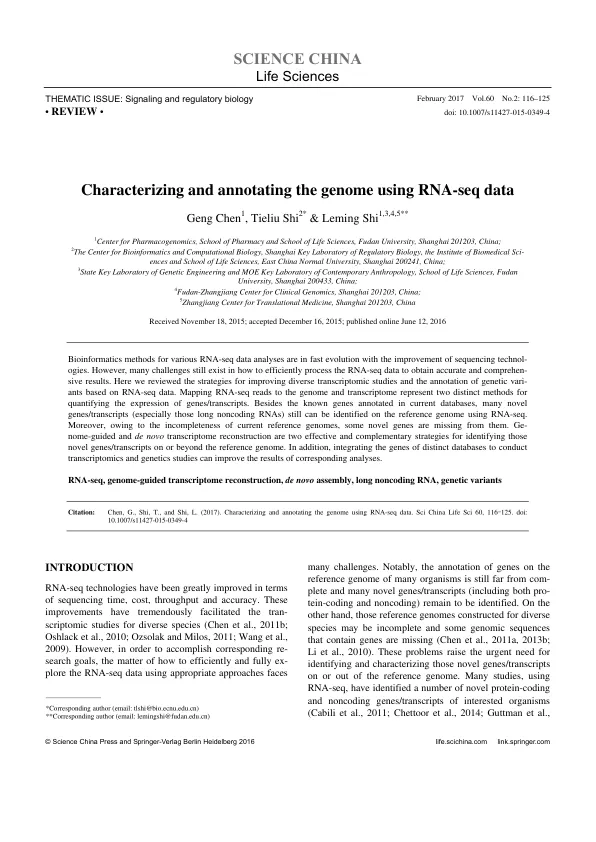 SCIENCE CHINA
Life Sciences
THEMATIC ISSUE: Signaling and regulatory biology
• REVIEW •
February 2017 Vol.60 No.2: 116–125
doi: 10.1007/s11427-015-0349-4
Characterizing and annotating the genome using RNA-seq data
Geng Chen1, Tieliu Shi2* & Leming Shi1,3,4,5**
1Center for Pharmacogenomics, School of Pharmacy and School of Life Sciences, Fudan University, Shanghai 201203, China;
2The Center for Bioinformatics and Computational Biology, Shanghai Key Laboratory of Regulatory Biology, the Institute of Biomedical Sci-
ences and School of Life Sciences, East China Normal University, Shanghai 200241, China;
3State Key Laboratory of Genetic Engineering and MOE Key Laboratory of Contemporary Anthropology, School of Life Sciences, Fudan
University, Shanghai 200433, China;
4Fudan-Zhangjiang Center for Clinical Genomics, Shanghai 201203, China;
5Zhangjiang Center for Translational Medicine, Shanghai 201203, China
Received November 18, 2015; accepted December 16, 2015; published online June 12, 2016
Bioinformatics methods for various RNA-seq data analyses are in fast evolution with the improvement of sequencing technol-
ogies. However, many challenges still exist in how to efficiently process the RNA-seq data to obtain accurate and comprehen-
sive results. Here we reviewed the strategies for improving diverse transcriptomic studies and the annotation of genetic vari-
ants based on RNA-seq data. Mapping RNA-seq reads to the genome and transcriptome represent two distinct methods for
quantifying the expression of genes/transcripts. Besides the known genes annotated in current databases, many novel
genes/transcripts (especially those long noncoding RNAs) still can be identified on the reference genome using RNA-seq.
Moreover, owing to the incompleteness of current reference genomes, some novel genes are missing from them. Ge-
nome-guided and de novo transcriptome reconstruction are two effective and complementary strategies for identifying those
novel genes/transcripts on or beyond the reference genome. In addition, integrating the genes of distinct databases to conduct
transcriptomics and genetics studies can improve the results of corresponding analyses.
RNA-seq, genome-guided transcriptome reconstruction, de novo assembly, long noncoding RNA, genetic variants
Citation: Chen, G., Shi, T., and Shi, L. (2017). Characterizing and annotating the genome using RNA-seq data. Sci China Life Sci 60, 116–125. doi:
10.1007/s11427-015-0349-4
INTRODUCTION
RNA-seq technologies have been greatly improved in terms
of sequencing time, cost, throughput and accuracy. These
improvements have tremendously facilitated the tran-
scriptomic studies for diverse species (Chen et al., 2011b;
Oshlack et al., 2010; Ozsolak and Milos, 2011; Wang et al.,
2009). However, in order to accomplish corresponding re-
search goals, the matter of how to efficiently and fully ex-
plore the RNA-seq data using appropriate approaches faces
*Corresponding author (email: tlshi@bio.ecnu.edu.cn)
**Corresponding author (email: lemingshi@fudan.edu.cn)
many challenges. Notably, the annotation of genes on the
reference genome of many organisms is still far from com-
plete and many novel genes/transcripts (including both pro-
tein-coding and noncoding) remain to be identified. On the
other hand, those reference genomes constructed for diverse
species may be incomplete and some genomic sequences
that contain genes are missing (Chen et al., 2011a, 2013b;
Li et al., 2010). These problems raise the urgent need for
identifying and characterizing those novel genes/transcripts
on or out of the reference genome. Many studies, using
RNA-seq, have identified a number of novel protein-coding
and noncoding genes/transcripts of interested organisms
(Cabili et al., 2011; Chettoor et al., 2014; Guttman et al.,
© Science China Press and Springer-Verlag Berlin Heidelberg 2016
life.scichina.com link.springer.com